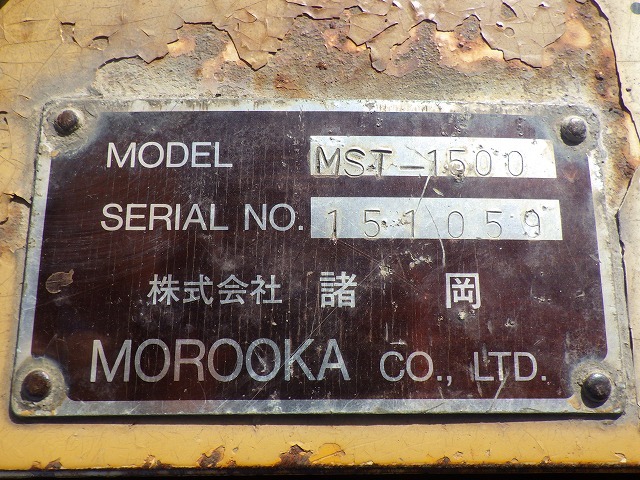 MODEL MST-1500
SERIAL NO. 151059
株式会社 諸岡
MOROOKA CO., LTD.